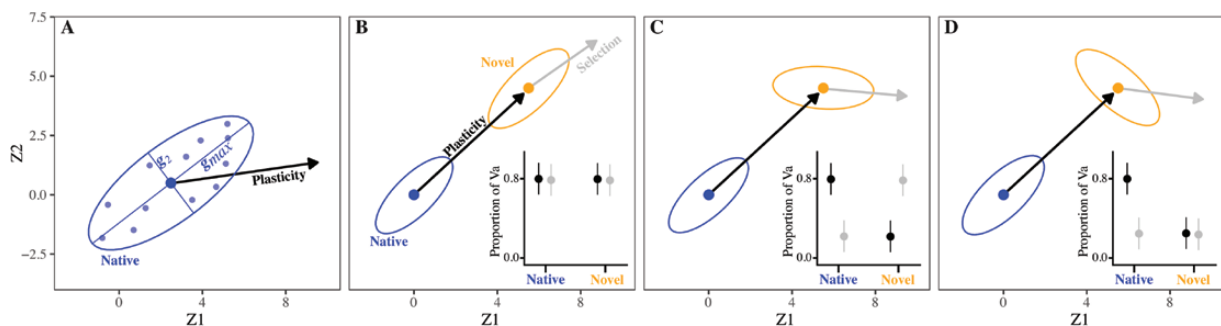 A
B
C
D
7.5
5.0
2.5
0.0
−2.5
Z2
g2
gmax
Plasticity
Native
0
4
8
Z1
Novel
Selection
Plasticity
Native
Proportion of Va
0.8
0.0
Native
Novel
0
4
8
Z1
Proportion of Va
0.8
0.0
Native
Novel
0
4
8
Z1
Proportion of Va
0.8
0.0
Native
Novel
0
4
8
Z1